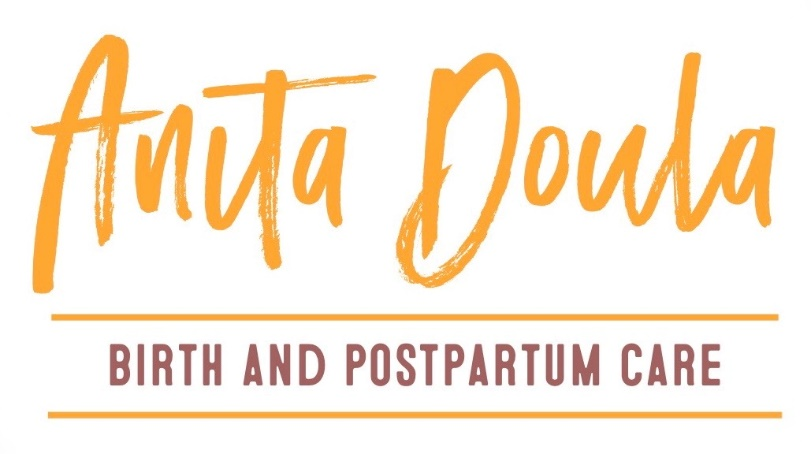 Anita Doula
BIRTH AND POSTPARTUM CARE